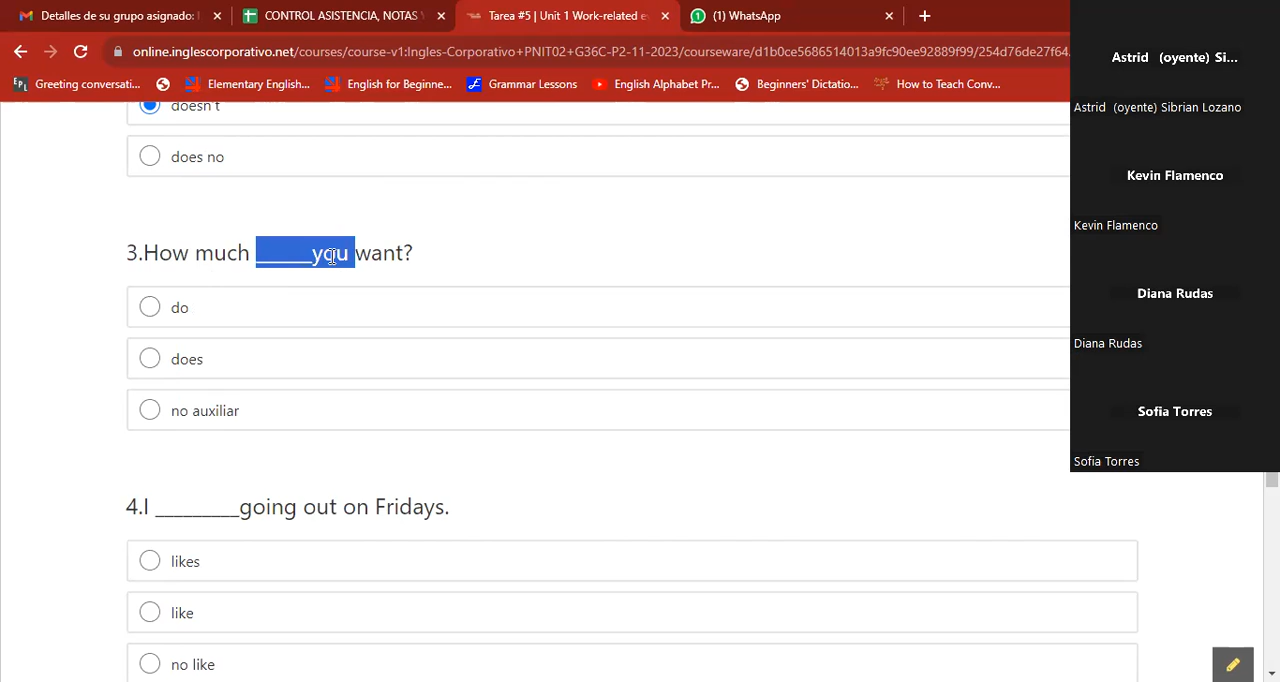 Detalles de su grupo asignado: I
CONTROL ASISTENCIA, NOTAS Y
Tarea #5 | Unit 1 Work-related e
(1) WhatsApp
online.inglescorporativo.net/courses/course-v1:Ingles-Corporativo+PNIT02+G36C-P2-11-2023/courseware/d1b0ce5686514013a9fc90ee92889f99/254d76de27f64.
Greeting conversati...
Elementary English...
English for Beginne...
Grammar Lessons
English Alphabet Pr...
Beginners' Dictatio...
How to Teach Conv...
doesn't
does no
3.How much _____you want?
do
does
no auxiliar
4.I ________going out on Fridays.
likes
like
no like
Astrid (oyente) Si...
Astrid (oyente) Sibrian Lozano
Kevin Flamenco
Kevin Flamenco
Diana Rudas
Diana Rudas
Sofia Torres
Sofia Torres